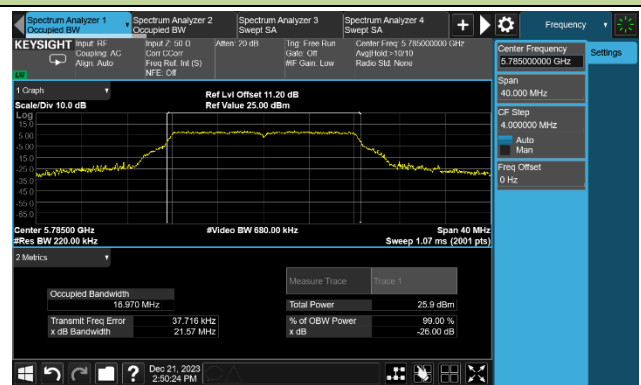 Spectrum Analyzer 1
Occupied BW
Spectrum Analyzer 2
Occupied BW
Spectrum Analyzer 3
Swept SA
Spectrum Analyzer 4
Swept SA
Frequency
KEYSIGHT
Input: RF
Coupling: AC
Align: Auto
Input Z: 50 Ω
Corr CCorr
Freq Ref: Int (S)
NFE: Off
Atten: 20 dB
Trig: Free Run
Gate: Off
#IF Gain: Low
Center Freq: 5.785000000 GHz
Avg|Hold:>10/10
Radio Std: None
Center Frequency
5.785000000 GHz
Settings
Span
40.000 MHz
CF Step
4.000000 MHz
Auto
Man
Freq Offset
0 Hz
1 Graph
Scale/Div 10.0 dB
Ref Lvl Offset 11.20 dB
Ref Value 25.00 dBm
Log
15.0
5.00
-5.00
-15.0
-25.0
-35.0
-45.0
-55.0
-65.0
Center 5.78500 GHz
#Res BW 220.00 kHz
#Video BW 680.00 kHz
Span 40 MHz
Sweep 1.07 ms (2001 pts)
2 Metrics
Measure Trace
Trace 1
Occupied Bandwidth
16.970 MHz
Total Power
25.9 dBm
Transmit Freq Error
37.716 kHz
% of OBW Power
99.00 %
x dB Bandwidth
21.57 MHz
x dB
-26.00 dB
Dec 21, 2023
2:50:24 PM